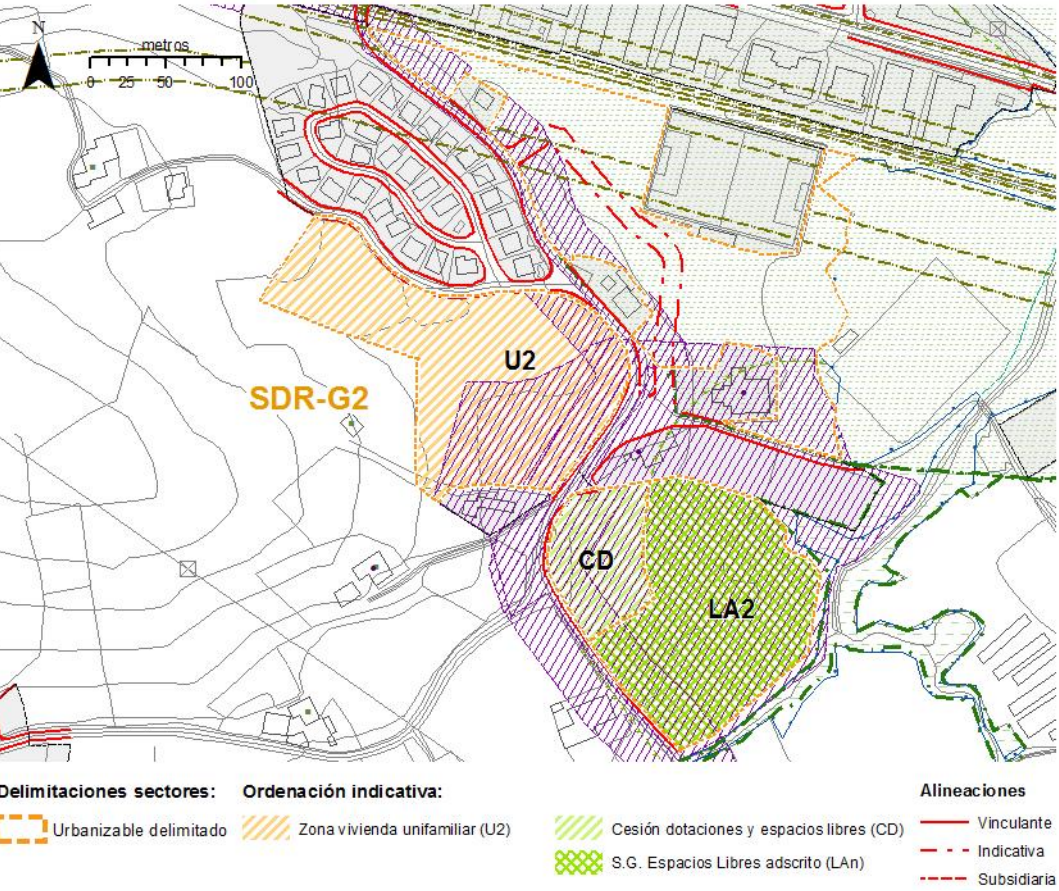 N
metros
0 25 50 100
U2
SDR-G2
CD
LA2
Delimitaciones sectores:
Urbanizable delimitado
Ordenación indicativa:
Zona vivienda unifamiliar (U2)
Cesión dotaciones y espacios libres (CD)
S.G. Espacios Libres adscrito (LAn)
Alineaciones
Vinculante
Indicativa
Subsidiaria